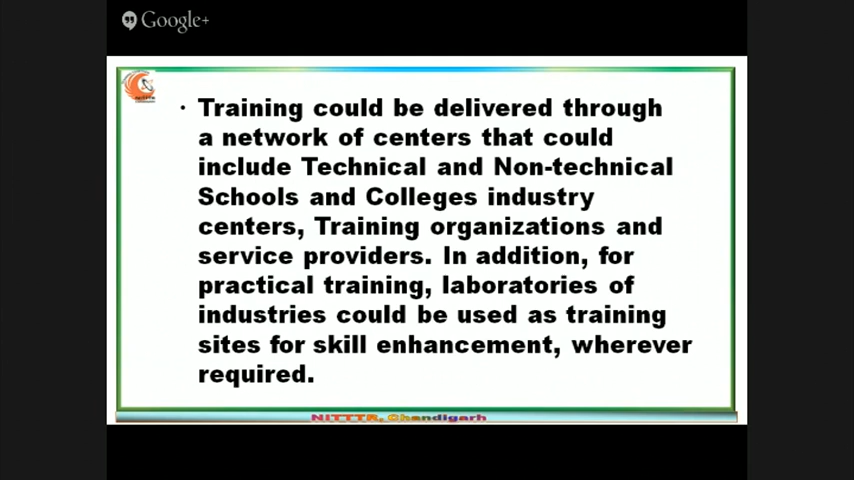 Google+
• Training could be delivered through
a network of centers that could
include Technical and Non-technical
Schools and Colleges industry
centers, Training organizations and
service providers. In addition, for
practical training, laboratories of
industries could be used as training
sites for skill enhancement, wherever
required.
NITTTR, Chandigarh